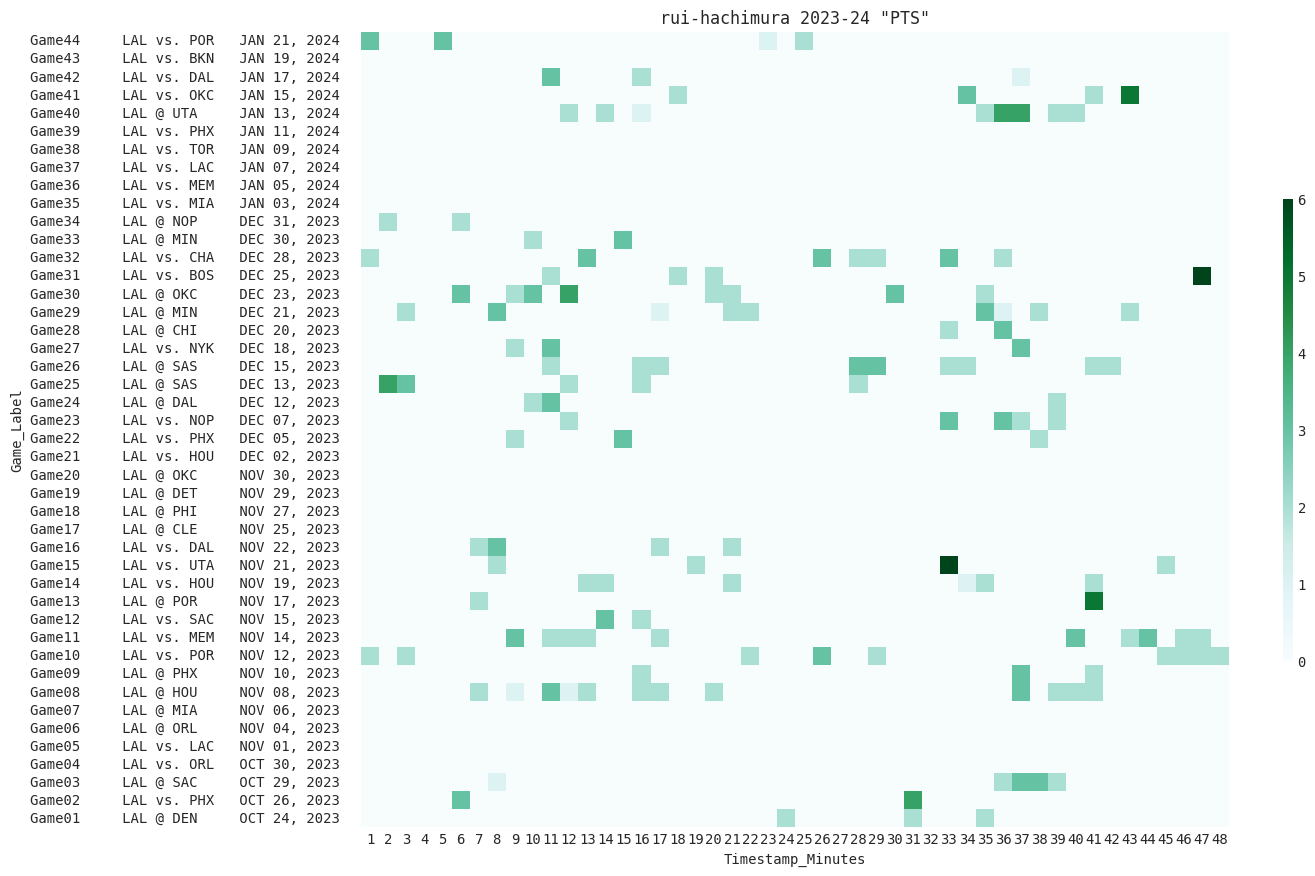 rui-hachimura 2023-24 "PTS"
Game44 LAL vs. POR JAN 21, 2024
Game43 LAL vs. BKN JAN 19, 2024
Game42 LAL vs. DAL JAN 17, 2024
Game41 LAL vs. OKC JAN 15, 2024
Game40 LAL @ UTA JAN 13, 2024
Game39 LAL vs. PHX JAN 11, 2024
Game38 LAL vs. TOR JAN 09, 2024
Game37 LAL vs. LAC JAN 07, 2024
Game36 LAL vs. MEM JAN 05, 2024
Game35 LAL vs. MIA JAN 03, 2024
Game34 LAL @ NOP DEC 31, 2023
Game33 LAL @ MIN DEC 30, 2023
Game32 LAL vs. CHA DEC 28, 2023
Game31 LAL vs. BOS DEC 25, 2023
Game30 LAL @ OKC DEC 23, 2023
Game29 LAL @ MIN DEC 21, 2023
Game28 LAL @ CHI DEC 20, 2023
Game27 LAL vs. NYK DEC 18, 2023
Game26 LAL @ SAS DEC 15, 2023
Game25 LAL @ SAS DEC 13, 2023
Game24 LAL @ DAL DEC 12, 2023
Game23 LAL vs. NOP DEC 07, 2023
Game22 LAL vs. PHX DEC 05, 2023
Game21 LAL vs. HOU DEC 02, 2023
Game20 LAL @ OKC NOV 30, 2023
Game19 LAL @ DET NOV 29, 2023
Game18 LAL @ PHI NOV 27, 2023
Game17 LAL @ CLE NOV 25, 2023
Game16 LAL vs. DAL NOV 22, 2023
Game15 LAL vs. UTA NOV 21, 2023
Game14 LAL vs. HOU NOV 19, 2023
Game13 LAL @ POR NOV 17, 2023
Game12 LAL vs. SAC NOV 15, 2023
Game11 LAL vs. MEM NOV 14, 2023
Game10 LAL vs. POR NOV 12, 2023
Game09 LAL @ PHX NOV 10, 2023
Game08 LAL @ HOU NOV 08, 2023
Game07 LAL @ MIA NOV 06, 2023
Game06 LAL @ ORL NOV 04, 2023
Game05 LAL vs. LAC NOV 01, 2023
Game04 LAL vs. ORL OCT 30, 2023
Game03 LAL @ SAC OCT 29, 2023
Game02 LAL vs. PHX OCT 26, 2023
Game01 LAL @ DEN OCT 24, 2023
Game_Label
1 2 3 4 5 6 7 8 9 10 11 12 13 14 15 16 17 18 19 20 21 22 23 24 25 26 27 28 29 30 31 32 33 34 35 36 37 38 39 40 41 42 43 44 45 46 47 48
Timestamp_Minutes
6
5
4
3
2
1
0